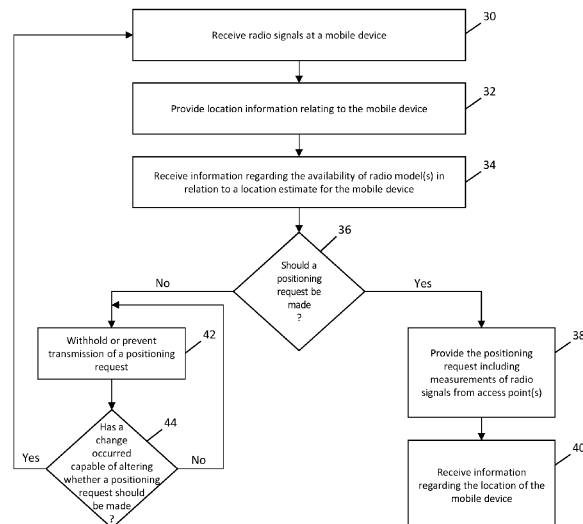 Receive radio signals at a mobile device
30
Provide location information relating to the mobile device
32
Receive information regarding the availability of radio model(s) in
relation to a location estimate for the mobile device
34
Should a
positioning
request be
made
?
36
No
Yes
Withhold or prevent
transmission of a positioning
request
42
Provide the positioning
request including
measurements of radio
signals from access point(s)
38
Has a
change
occurred
capable of altering
whether a positioning
request should
be made
?
44
Yes
No
Receive information
regarding the location of the
mobile device
40